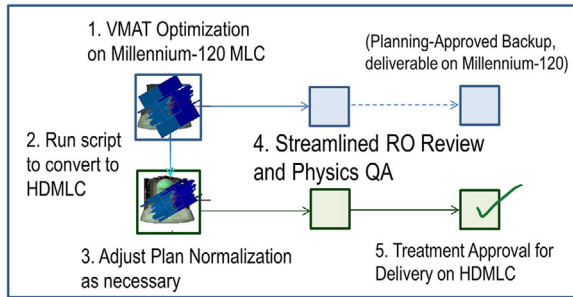 1. VMAT Optimization
on Millennium-120 MLC
(Planning-Approved Backup,
deliverable on Millennium-120)
2. Run script
to convert to
HDMLC
4. Streamlined RO Review
and Physics QA
3. Adjust Plan Normalization
as necessary
5. Treatment Approval for
Delivery on HDMLC